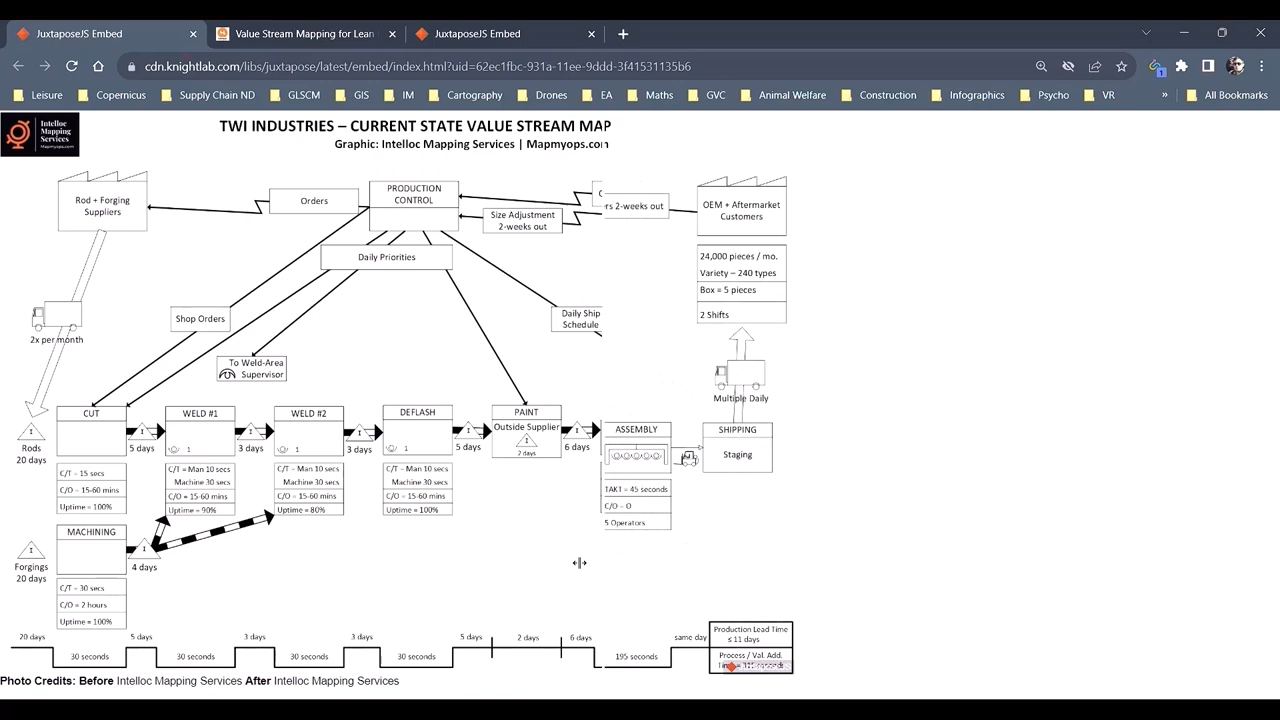 JuxtaposeJS Embed
Value Stream Mapping for Lean
JuxtaposeJS Embed
cdn.knightlab.com/libs/juxtapose/latest/embed/index.html?uid=62ec1fbc-931a-11ee-9ddd-3f41531135b6
Leisure
Copernicus
Supply Chain ND
GLSCM
GIS
IM
Cartography
Drones
EA
Maths
GVC
Animal Welfare
Construction
Infographics
Psycho
VR
»
All Bookmarks
Intelloc
Mapping
Services
Mapmyops.com
TWI INDUSTRIES – CURRENT STATE VALUE STREAM MAP
Graphic: Intelloc Mapping Services | Mapmyops.com
Rod + Forging
Suppliers
Orders
PRODUCTION
CONTROL
rs 2-weeks out
Size Adjustment
2-weeks out
OEM + Aftermarket
Customers
Daily Priorities
24,000 pieces / mo.
Variety – 240 types
Box = 5 pieces
2 Shifts
Shop Orders
Daily Ship
Schedule
2x per month
To Weld-Area
Supervisor
Multiple Daily
CUT
WELD #1
WELD #2
DEFLASH
PAINT
Outside Supplier
I
2 days
ASSEMBLY
SHIPPING
Staging
I
Rods
20 days
I
5 days
1
I
3 days
1
I
3 days
1
I
5 days
I
6 days
C/T – 15 secs
C/O – 15-60 mins
Uptime = 100%
C/T = Man 10 secs
Machine 30 secs
C/O = 15-60 mins
Uptime = 90%
C/T – Man 10 secs
Machine 30 secs
C/O – 15-60 mins
Uptime = 80%
C/T – Man 10 secs
Machine 30 secs
C/O = 15-60 mins
Uptime = 100%
TAKT = 45 seconds
C/O – O
5 Operators
MACHINING
I
Forgings
20 days
I
4 days
C/T – 30 secs
C/O = 2 hours
Uptime = 100%
20 days
5 days
3 days
3 days
5 days
2 days
6 days
same day
30 seconds
30 seconds
30 seconds
30 seconds
195 seconds
Production Lead Time
≤ 11 days
Process / Val. Add.
Photo Credits: Before Intelloc Mapping Services After Intelloc Mapping Services